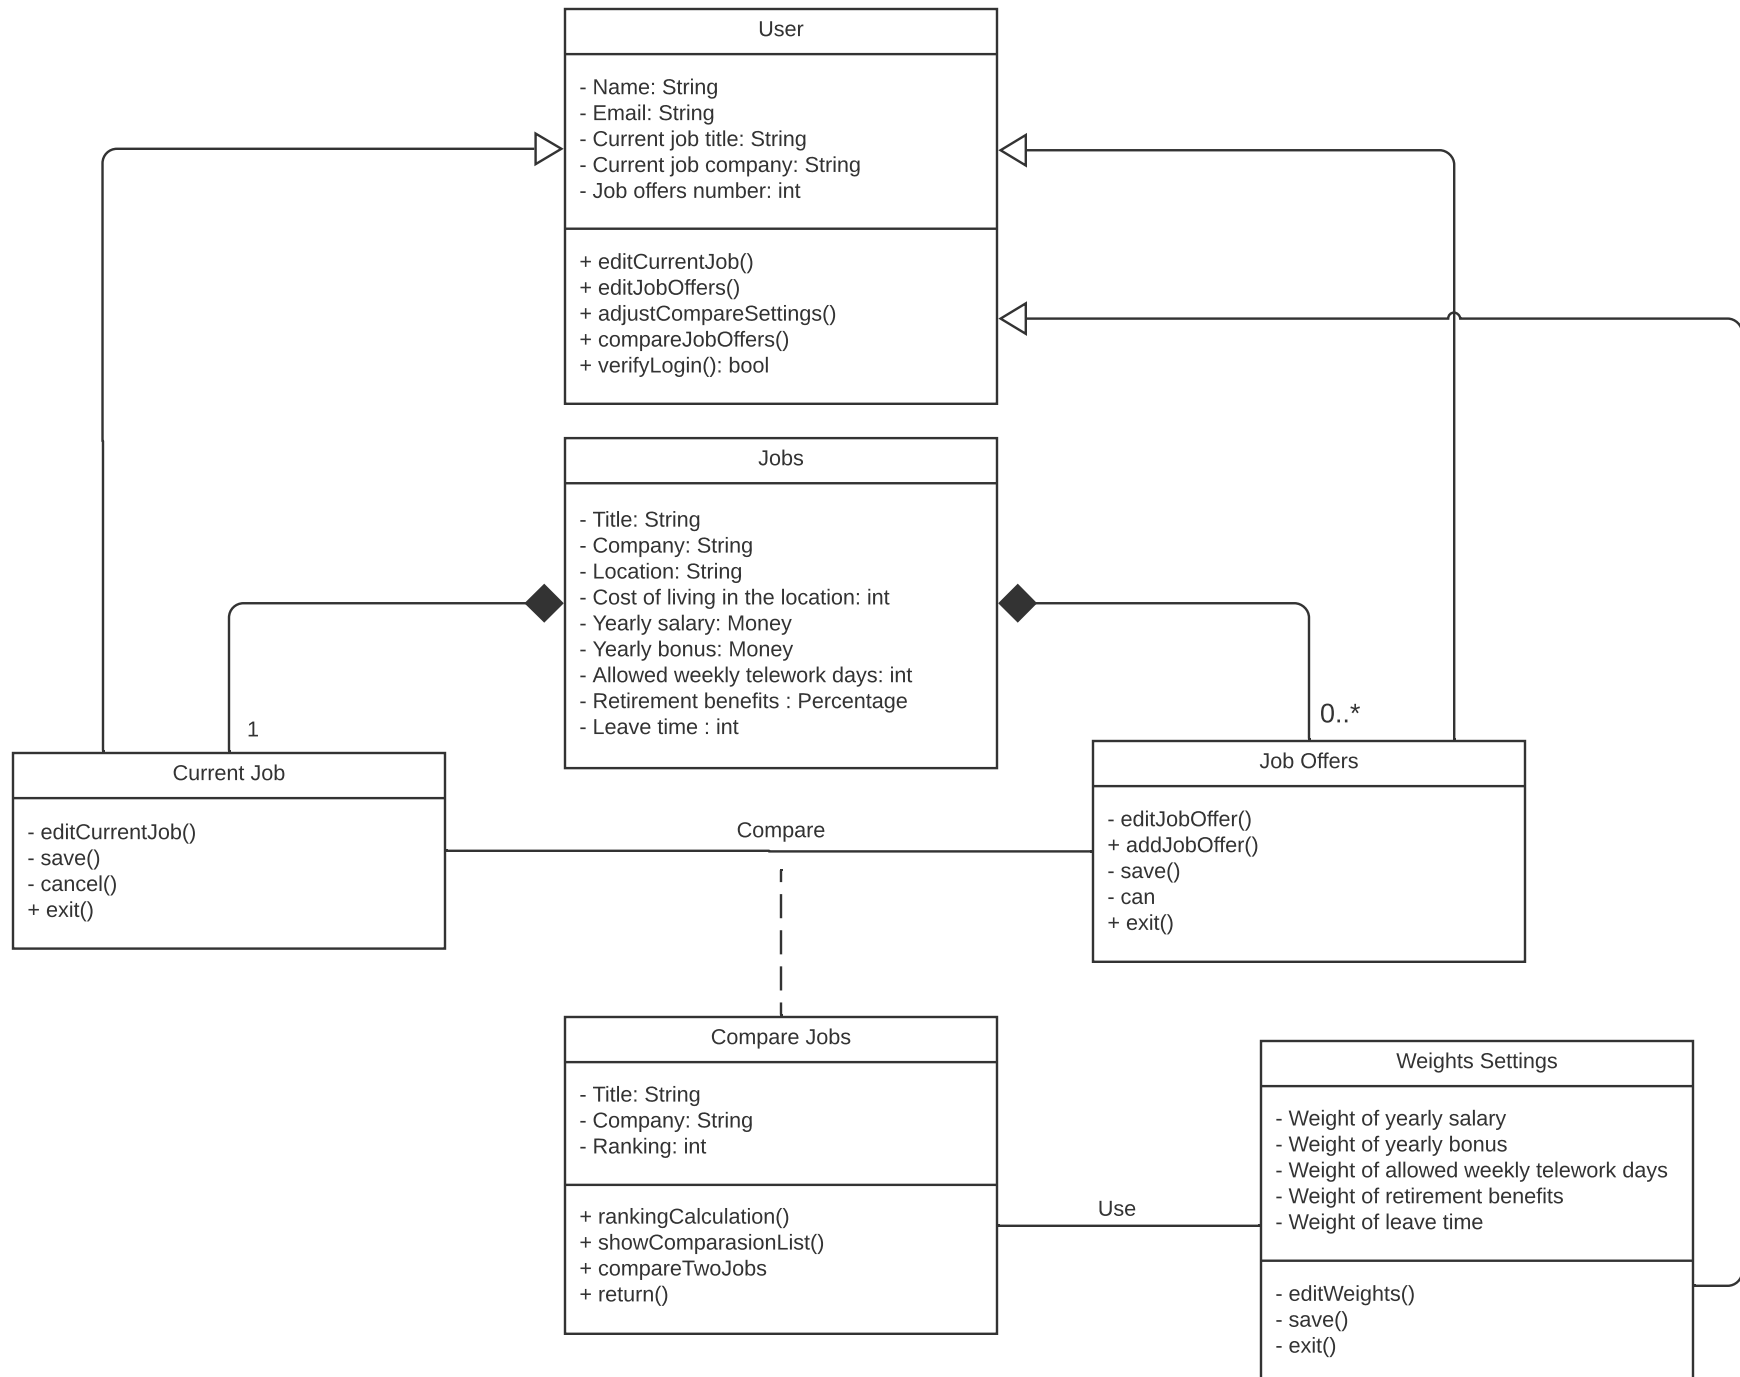 User
- Name: String
- Email: String
- Current job title: String
- Current job company: String
- Job offers number: int
+ editCurrentJob()
+ editJobOffers()
+ adjustCompareSettings()
+ compareJobOffers()
+ verifyLogin(): bool
Jobs
- Title: String
- Company: String
- Location: String
- Cost of living in the location: int
- Yearly salary: Money
- Yearly bonus: Money
- Allowed weekly telework days: int
- Retirement benefits : Percentage
- Leave time : int
1
0..*
Current Job
- editCurrentJob()
- save()
- cancel()
+ exit()
Compare
Job Offers
- editJobOffer()
+ addJobOffer()
- save()
- can
+ exit()
Compare Jobs
- Title: String
- Company: String
- Ranking: int
+ rankingCalculation()
+ showComparasionList()
+ compareTwoJobs
+ return()
Use
Weights Settings
- Weight of yearly salary
- Weight of yearly bonus
- Weight of allowed weekly telework days
- Weight of retirement benefits
- Weight of leave time
- editWeights()
- save()
- exit()